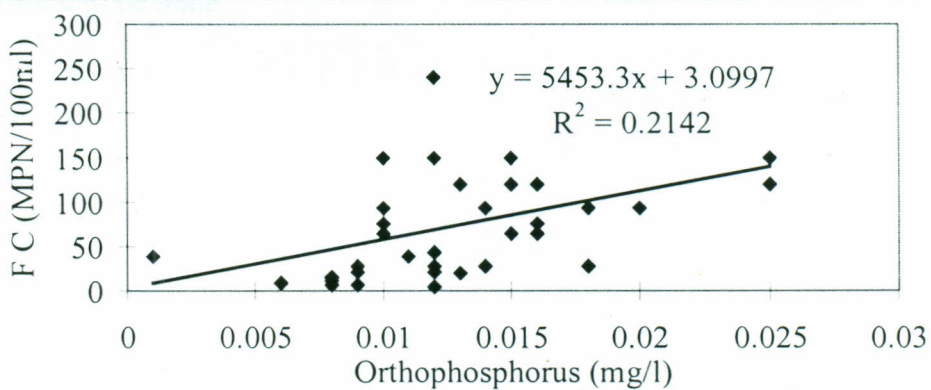 300
250
200
150
100
50
0
F C (MPN/100ml)
y = 5453.3x + 3.0997
R² = 0.2142
0 0.005 0.01 0.015 0.02 0.025 0.03
Orthophosphorus (mg/l)